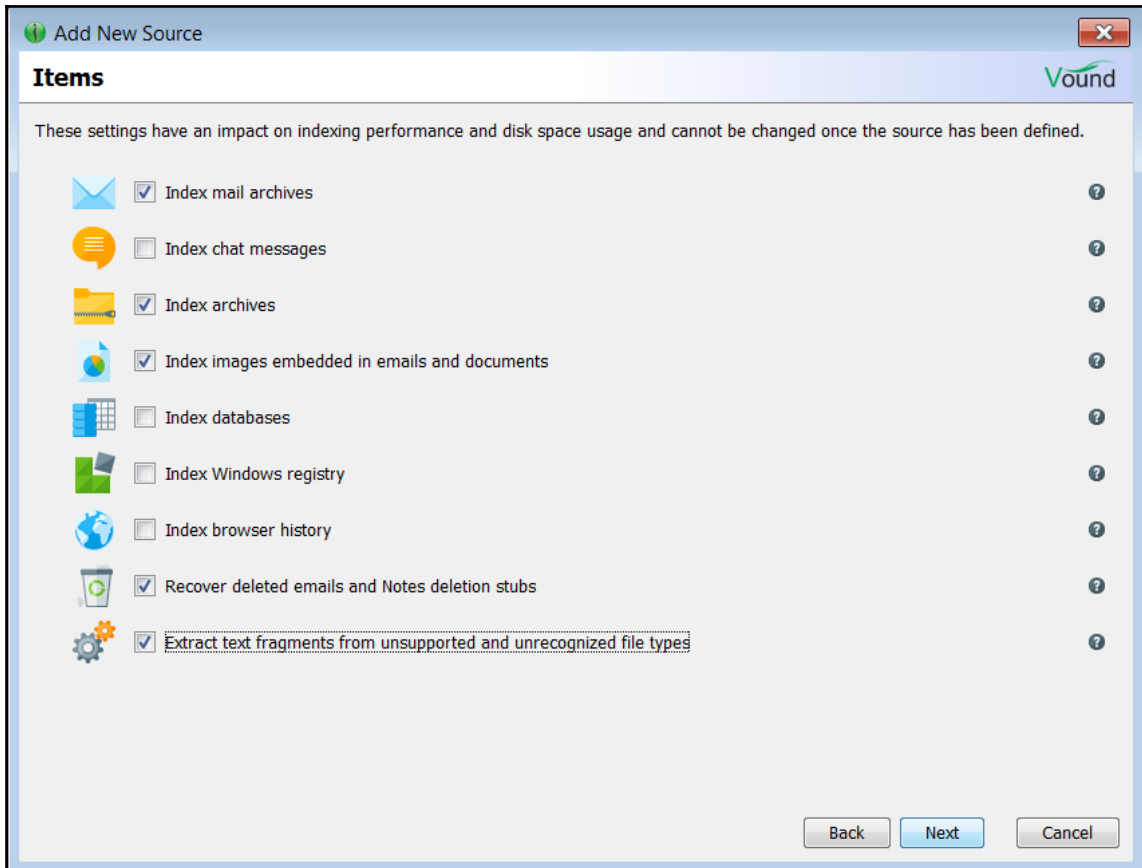 Add New Source
Items
Vound
These settings have an impact on indexing performance and disk space usage and cannot be changed once the source has been defined.
Index mail archives
Index chat messages
Index archives
Index images embedded in emails and documents
Index databases
Index Windows registry
Index browser history
Recover deleted emails and Notes deletion stubs
Extract text fragments from unsupported and unrecognized file types
Back Next Cancel